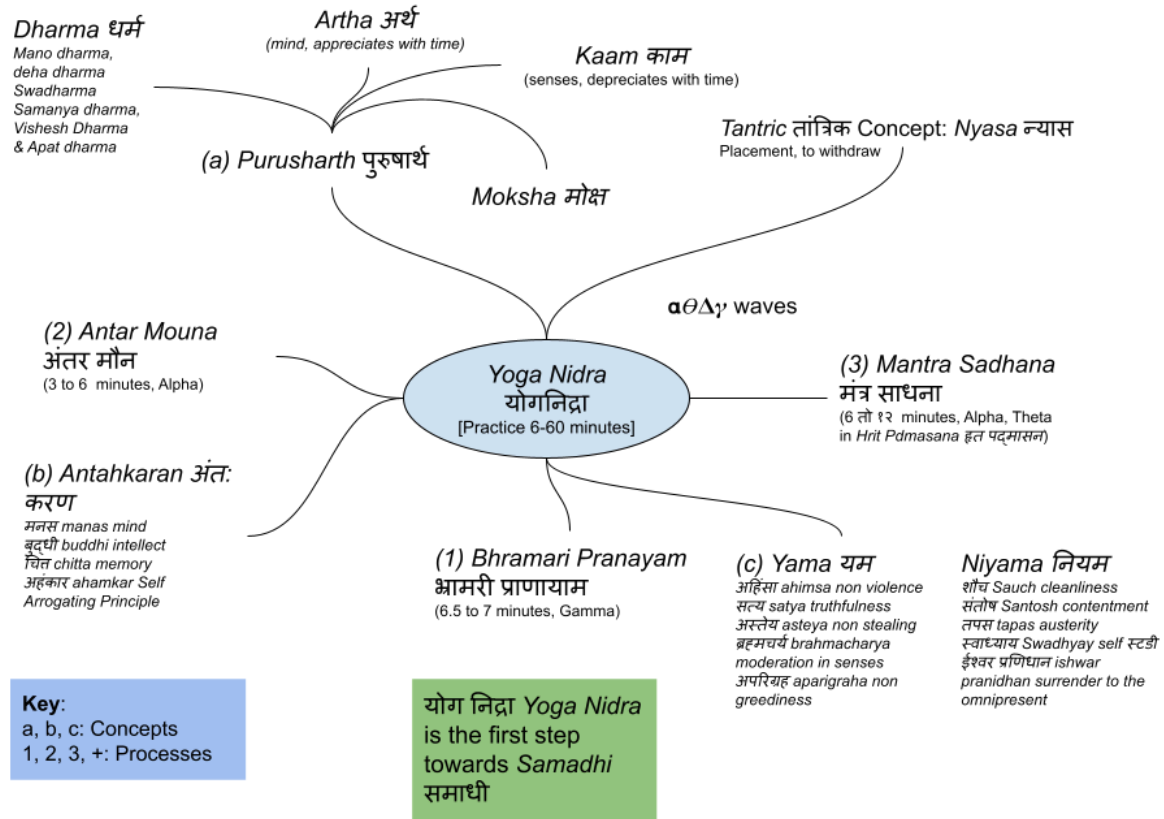 Dharma धर्म
Mano dharma,
deha dharma
Swadharma
Samanya dharma,
Vishesh Dharma
& Apat dharma
Artha अर्थ
(mind, appreciates with time)
Kaam काम
(senses, depreciates with time)
(a) Purusharth पुरुषार्थ
Moksha मोक्ष
Tantric तांत्रिक Concept: Nyasa न्यास
Placement, to withdraw
αθΔγ waves
(2) Antar Mouna
अंतर मौन
(3 to 6 minutes, Alpha)
Yoga Nidra
योगनिद्रा
[Practice 6-60 minutes]
(3) Mantra Sadhana
मंत्र साधना
(6 तो १२ minutes, Alpha, Theta
in Hrit Pdmasana हृत पद्मासन)
(b) Antahkaran अंत:
करण
मनस manas mind
बुद्धी buddhi intellect
चित्त chitta memory
अहंकार ahamkar Self
Arrogating Principle
(1) Bhramari Pranayam
भ्रामरी प्राणायाम
(6.5 to 7 minutes, Gamma)
(c) Yama यम
अहिंसा ahimsa non violence
सत्य satya truthfulness
अस्तेय asteya non stealing
ब्रह्मचर्य brahmacharya
moderation in senses
अपरिग्रह aparigraha non
greediness
Niyama नियम
शौच Sauch cleanliness
संतोष Santosh contentment
तपस tapas austerity
स्वाध्याय Swadhyay self स्टडी
ईश्वर प्रणिधान ishwar
pranidhan surrender to the
omnipresent
Key:
a, b, c: Concepts
1, 2, 3, +: Processes
योग निद्रा Yoga Nidra
is the first step
towards Samadhi
समाधी